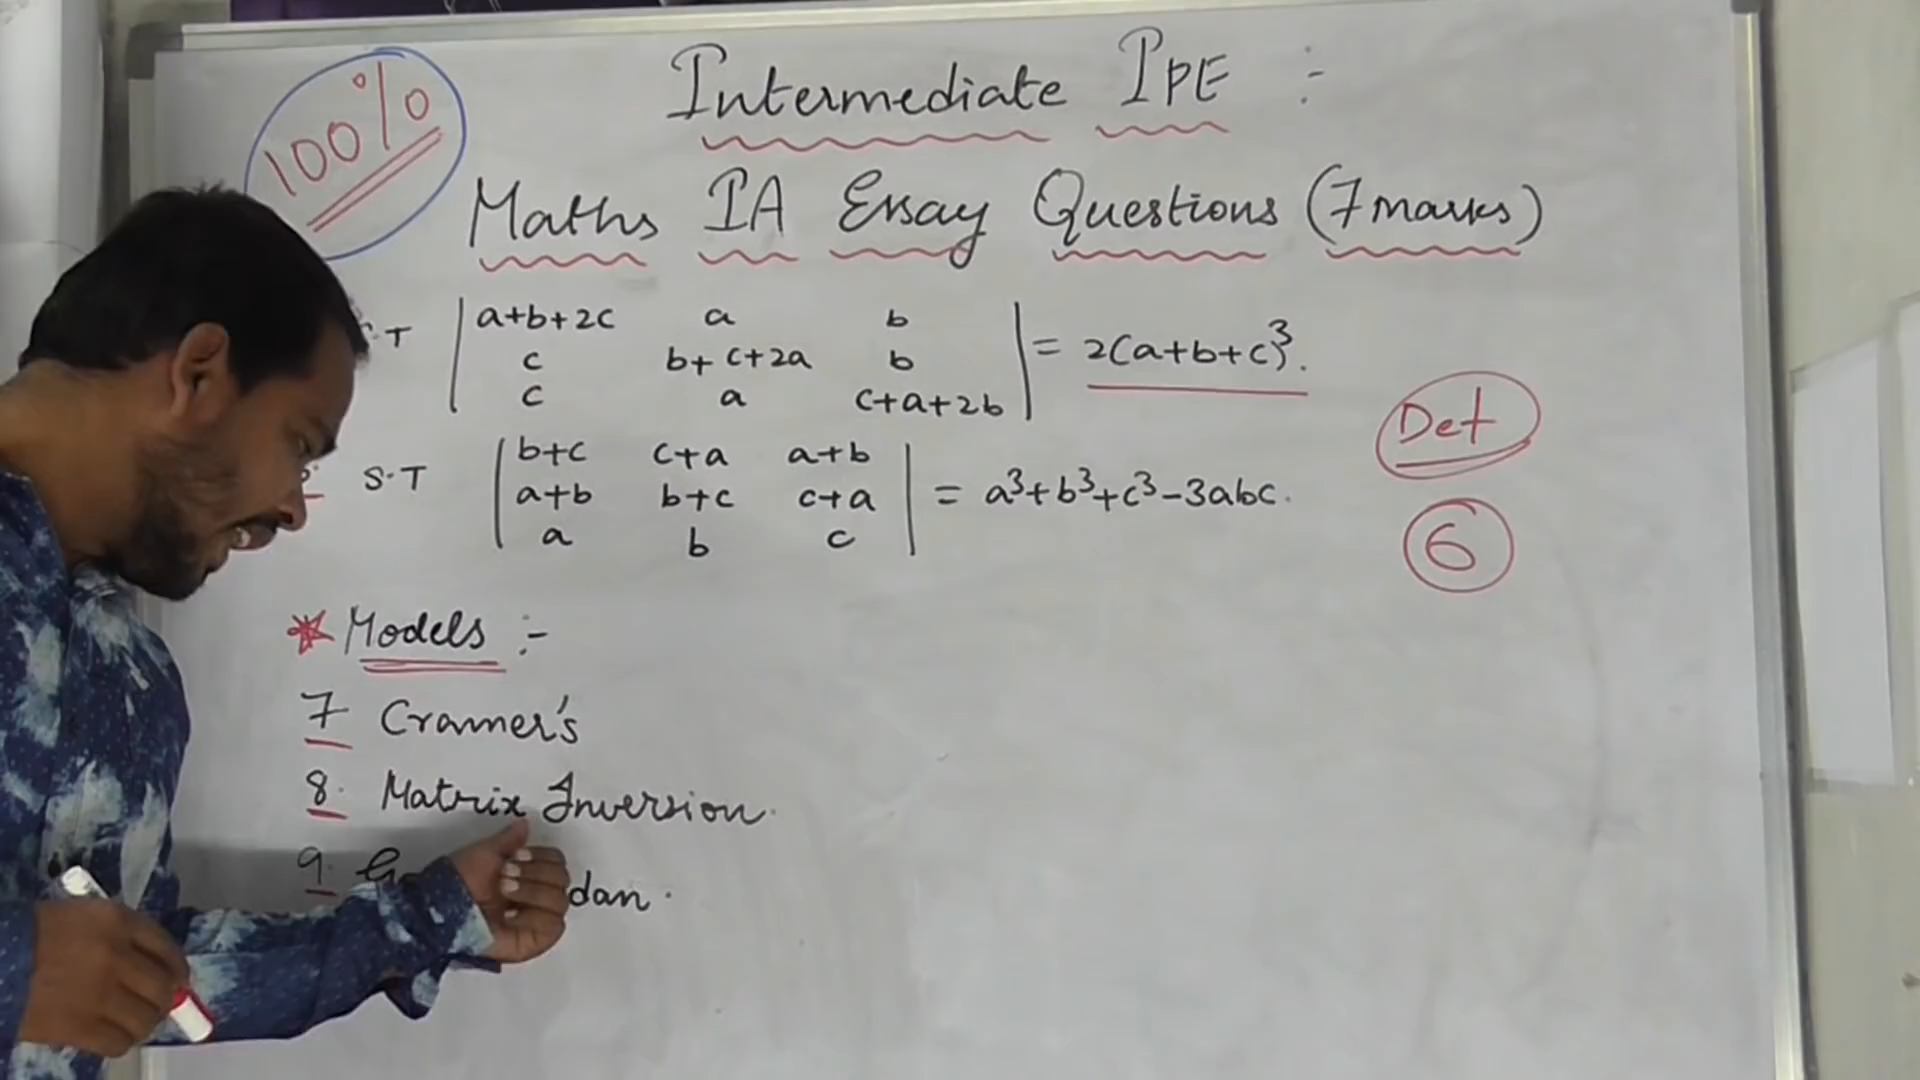 100%
Intermediate IPE :-
Maths IA Essay Questions (7 marks)
S.T | a+b+2c a b |
| c b+c+2a b | = 2(a+b+c)³.
| c a c+a+2b |
Det
S.T | b+c c+a a+b |
| a+b b+c c+a | = a³+b³+c³-3abc.
| a b c |
6
* Models :-
7 Cramer's
8. Matrix Inversion.
9.